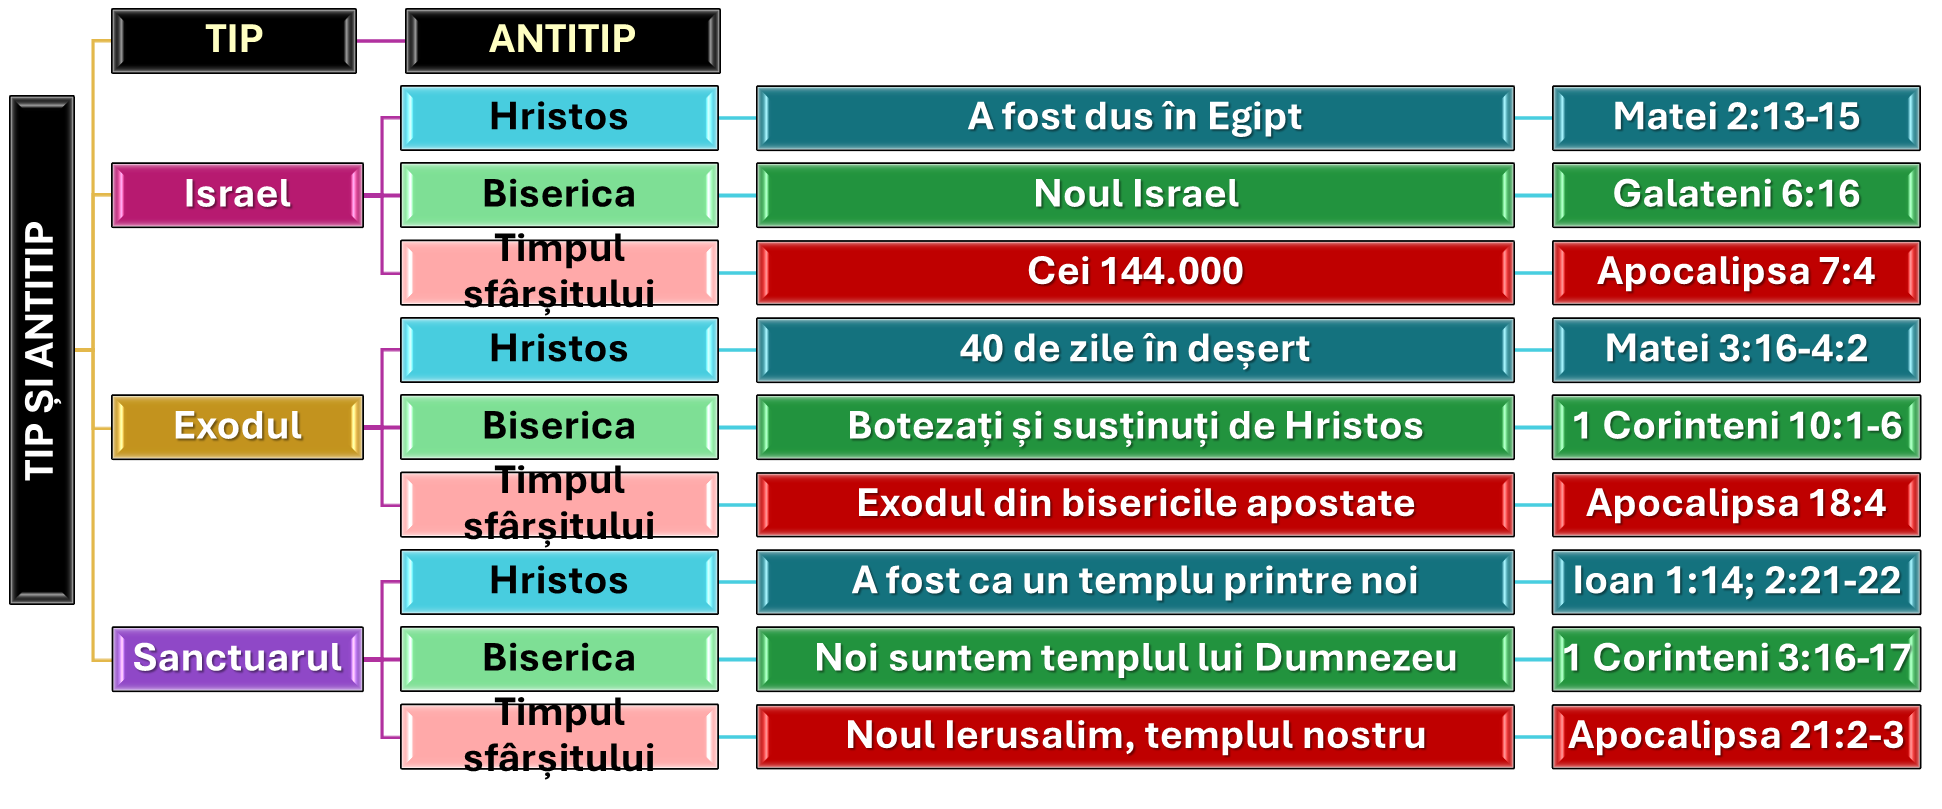 TIP ȘI ANTITIP
TIP
ANTITIP
Israel
Hristos
A fost dus în Egipt
Matei 2:13-15
Biserica
Noul Israel
Galateni 6:16
Timpul
sfârșitului
Cei 144.000
Apocalipsa 7:4
Exodul
Hristos
40 de zile în deșert
Matei 3:16-4:2
Biserica
Botezați și susținuți de Hristos
1 Corinteni 10:1-6
Timpul
sfârșitului
Exodul din bisericile apostate
Apocalipsa 18:4
Sanctuarul
Hristos
A fost ca un templu printre noi
Ioan 1:14; 2:21-22
Biserica
Noi suntem templul lui Dumnezeu
1 Corinteni 3:16-17
Timpul
sfârșitului
Noul Ierusalim, templul nostru
Apocalipsa 21:2-3